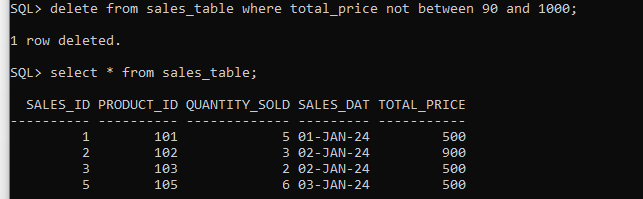 SQL> delete from sales_table where total_price not between 90 and 1000;
1 row deleted.
SQL> select * from sales_table;
SALES_ID PRODUCT_ID QUANTITY_SOLD SALES_DAT TOTAL_PRICE
---------- ---------- ------------- --------- -----------
1 101 5 01-JAN-24 500
2 102 3 02-JAN-24 900
3 103 2 02-JAN-24 500
5 105 6 03-JAN-24 500